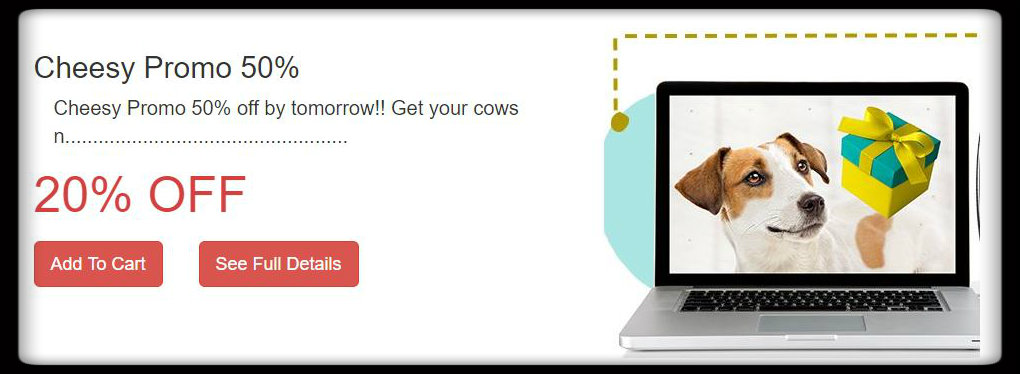 Cheesy Promo 50%
Cheesy Promo 50% off by tomorrow!! Get your cows
n...................................................
20% OFF
Add To Cart
See Full Details